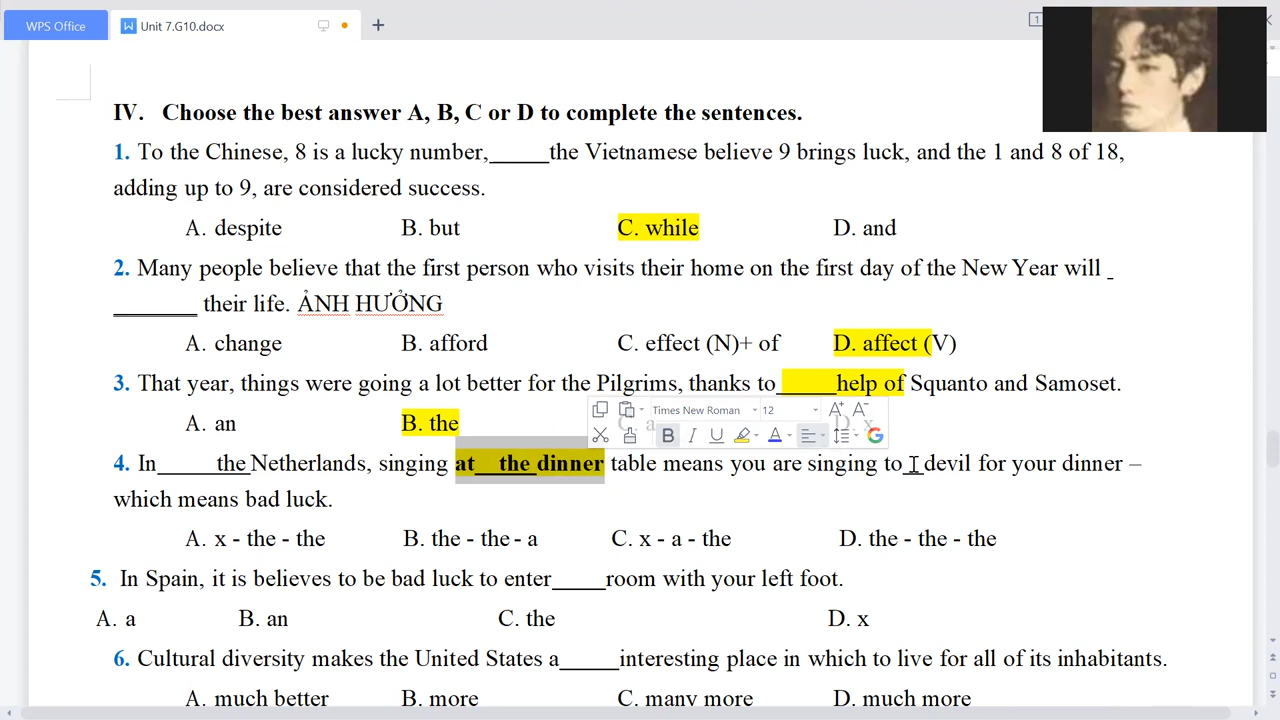 WPS Office
Unit 7.G10.docx
IV. Choose the best answer A, B, C or D to complete the sentences.
1. To the Chinese, 8 is a lucky number,_____the Vietnamese believe 9 brings luck, and the 1 and 8 of 18,
adding up to 9, are considered success.
A. despite B. but C. while D. and
2. Many people believe that the first person who visits their home on the first day of the New Year will _
_______ their life. ẢNH HƯỞNG
A. change B. afford C. effect (N)+ of D. affect (V)
3. That year, things were going a lot better for the Pilgrims, thanks to_____help of Squanto and Samoset.
A. an B. the C. a D. x
Times New Roman 12
4. In_____the Netherlands, singing at__the dinner table means you are singing to__devil for your dinner –
which means bad luck.
A. x - the - the B. the - the - a C. x - a - the D. the - the - the
5. In Spain, it is believes to be bad luck to enter____room with your left foot.
A. a B. an C. the D. x
6. Cultural diversity makes the United States a_____interesting place in which to live for all of its inhabitants.
A. much better B. more C. many more D. much more